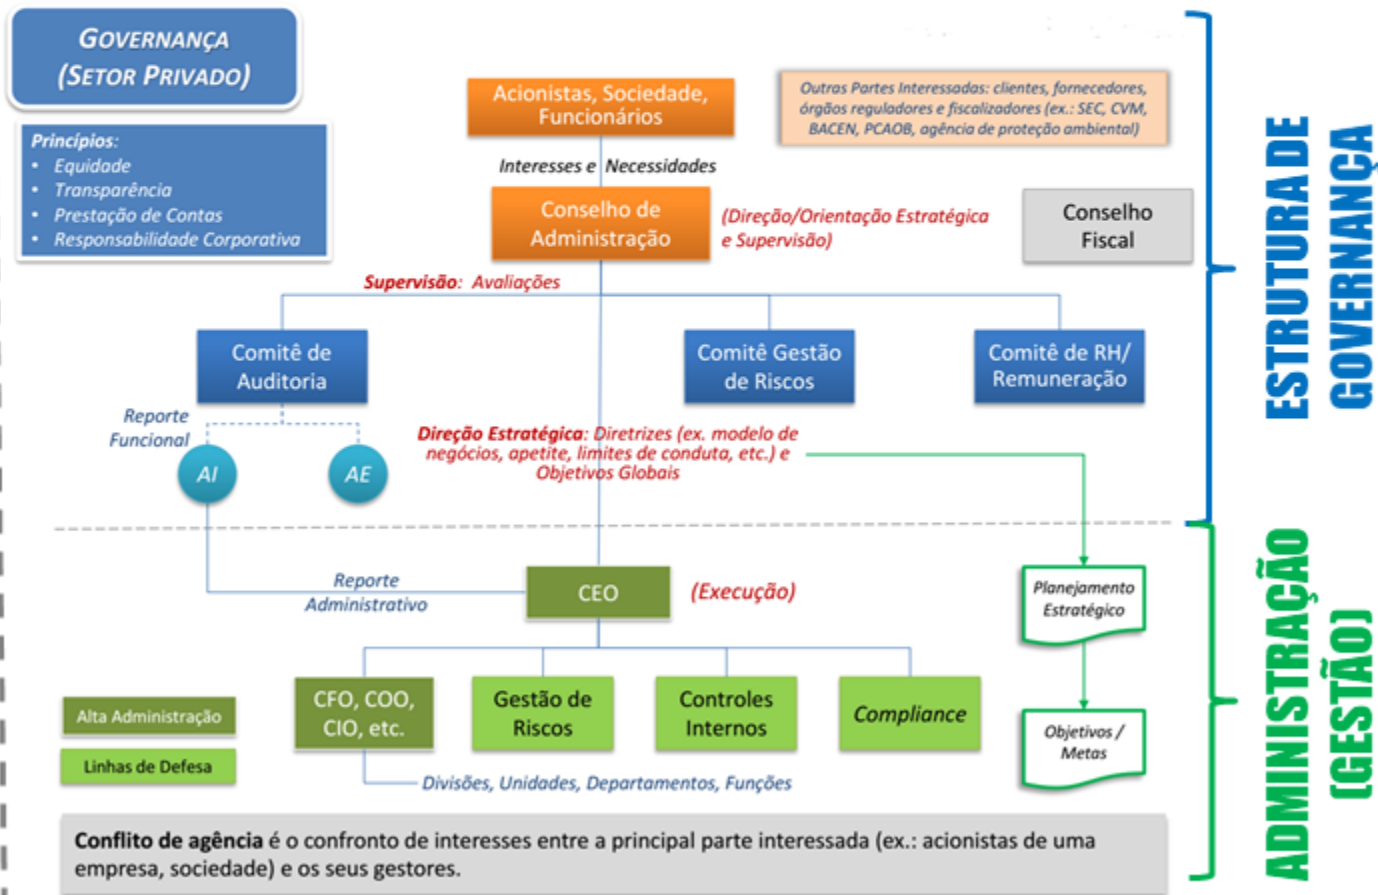 GOVERNANÇA
(SETOR PRIVADO)
Princípios:
• Equidade
• Transparência
• Prestação de Contas
• Responsabilidade Corporativa
Acionistas, Sociedade,
Funcionários
Outras Partes Interessadas: clientes, fornecedores,
órgãos reguladores e fiscalizadores (ex.: SEC, CVM,
BACEN, PCAOB, agência de proteção ambiental)
Interesses e Necessidades
Conselho de
Administração
(Direção/Orientação Estratégica
e Supervisão)
Conselho
Fiscal
Supervisão: Avaliações
Comitê de
Auditoria
Comitê Gestão
de Riscos
Comitê de RH/
Remuneração
Reporte
Funcional
AI
AE
Direção Estratégica: Diretrizes (ex. modelo de
negócios, apetite, limites de conduta, etc.) e
Objetivos Globais
ESTRUTURA DE
GOVERNANÇA
Reporte
Administrativo
CEO
(Execução)
Planejamento
Estratégico
CFO, COO,
CIO, etc.
Gestão de
Riscos
Controles
Internos
Compliance
Objetivos /
Metas
Alta Administração
Linhas de Defesa
Divisões, Unidades, Departamentos, Funções
ADMINISTRAÇÃO
(GESTÃO)
Conflito de agência é o confronto de interesses entre a principal parte interessada (ex.: acionistas de uma
empresa, sociedade) e os seus gestores.